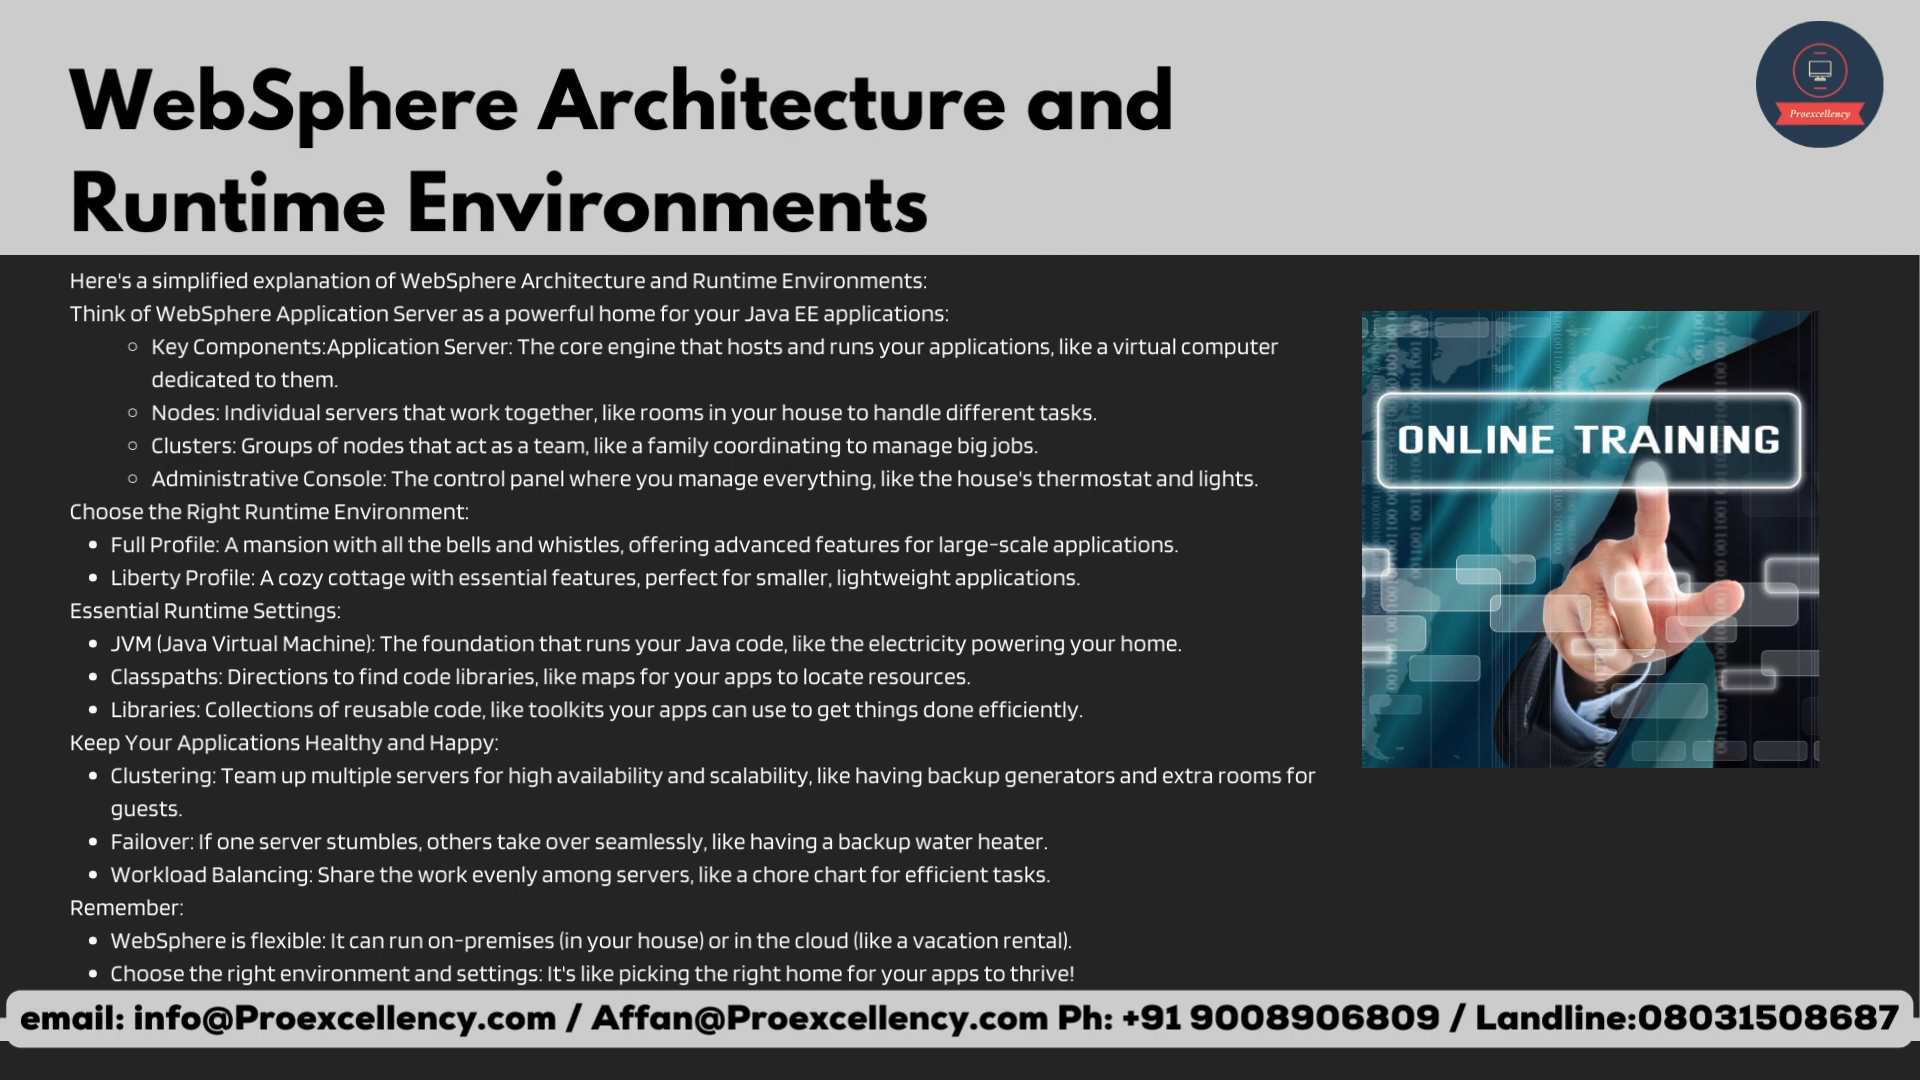 WebSphere Architecture and
Runtime Environments
Proexcellency
Here's a simplified explanation of WebSphere Architecture and Runtime Environments:
Think of WebSphere Application Server as a powerful home for your Java EE applications:
Key Components:Application Server: The core engine that hosts and runs your applications, like a virtual computer
dedicated to them.
Nodes: Individual servers that work together, like rooms in your house to handle different tasks.
Clusters: Groups of nodes that act as a team, like a family coordinating to manage big jobs.
Administrative Console: The control panel where you manage everything, like the house's thermostat and lights.
Choose the Right Runtime Environment:
Full Profile: A mansion with all the bells and whistles, offering advanced features for large-scale applications.
Liberty Profile: A cozy cottage with essential features, perfect for smaller, lightweight applications.
Essential Runtime Settings:
JVM (Java Virtual Machine): The foundation that runs your Java code, like the electricity powering your home.
Classpaths: Directions to find code libraries, like maps for your apps to locate resources.
Libraries: Collections of reusable code, like toolkits your apps can use to get things done efficiently.
Keep Your Applications Healthy and Happy:
Clustering: Team up multiple servers for high availability and scalability, like having backup generators and extra rooms for
guests.
Failover: If one server stumbles, others take over seamlessly, like having a backup water heater.
Workload Balancing: Share the work evenly among servers, like a chore chart for efficient tasks.
Remember:
WebSphere is flexible: It can run on-premises (in your house) or in the cloud (like a vacation rental).
Choose the right environment and settings: It's like picking the right home for your apps to thrive!
ONLINE TRAINING
email: info@Proexcellency.com / Affan@Proexcellency.com Ph: +91 9008906809 / Landline:08031508687